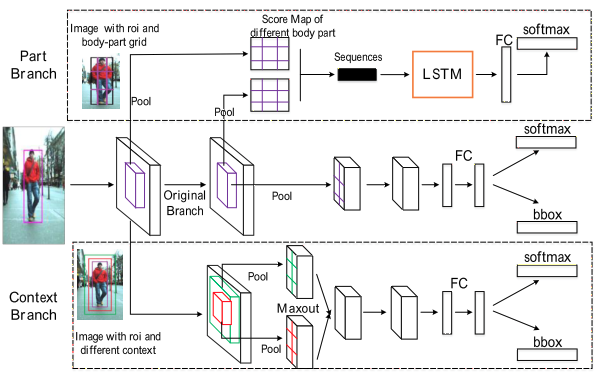 Part
Branch
Image with roi and
body-part grid
Score Map of
different body part
Pool
Pool
Sequences
LSTM
FC
softmax
Original
Branch
Pool
FC
softmax
bbox
Context
Branch
Image with roi and
different context
Pool
Maxout
Pool
FC
softmax
bbox